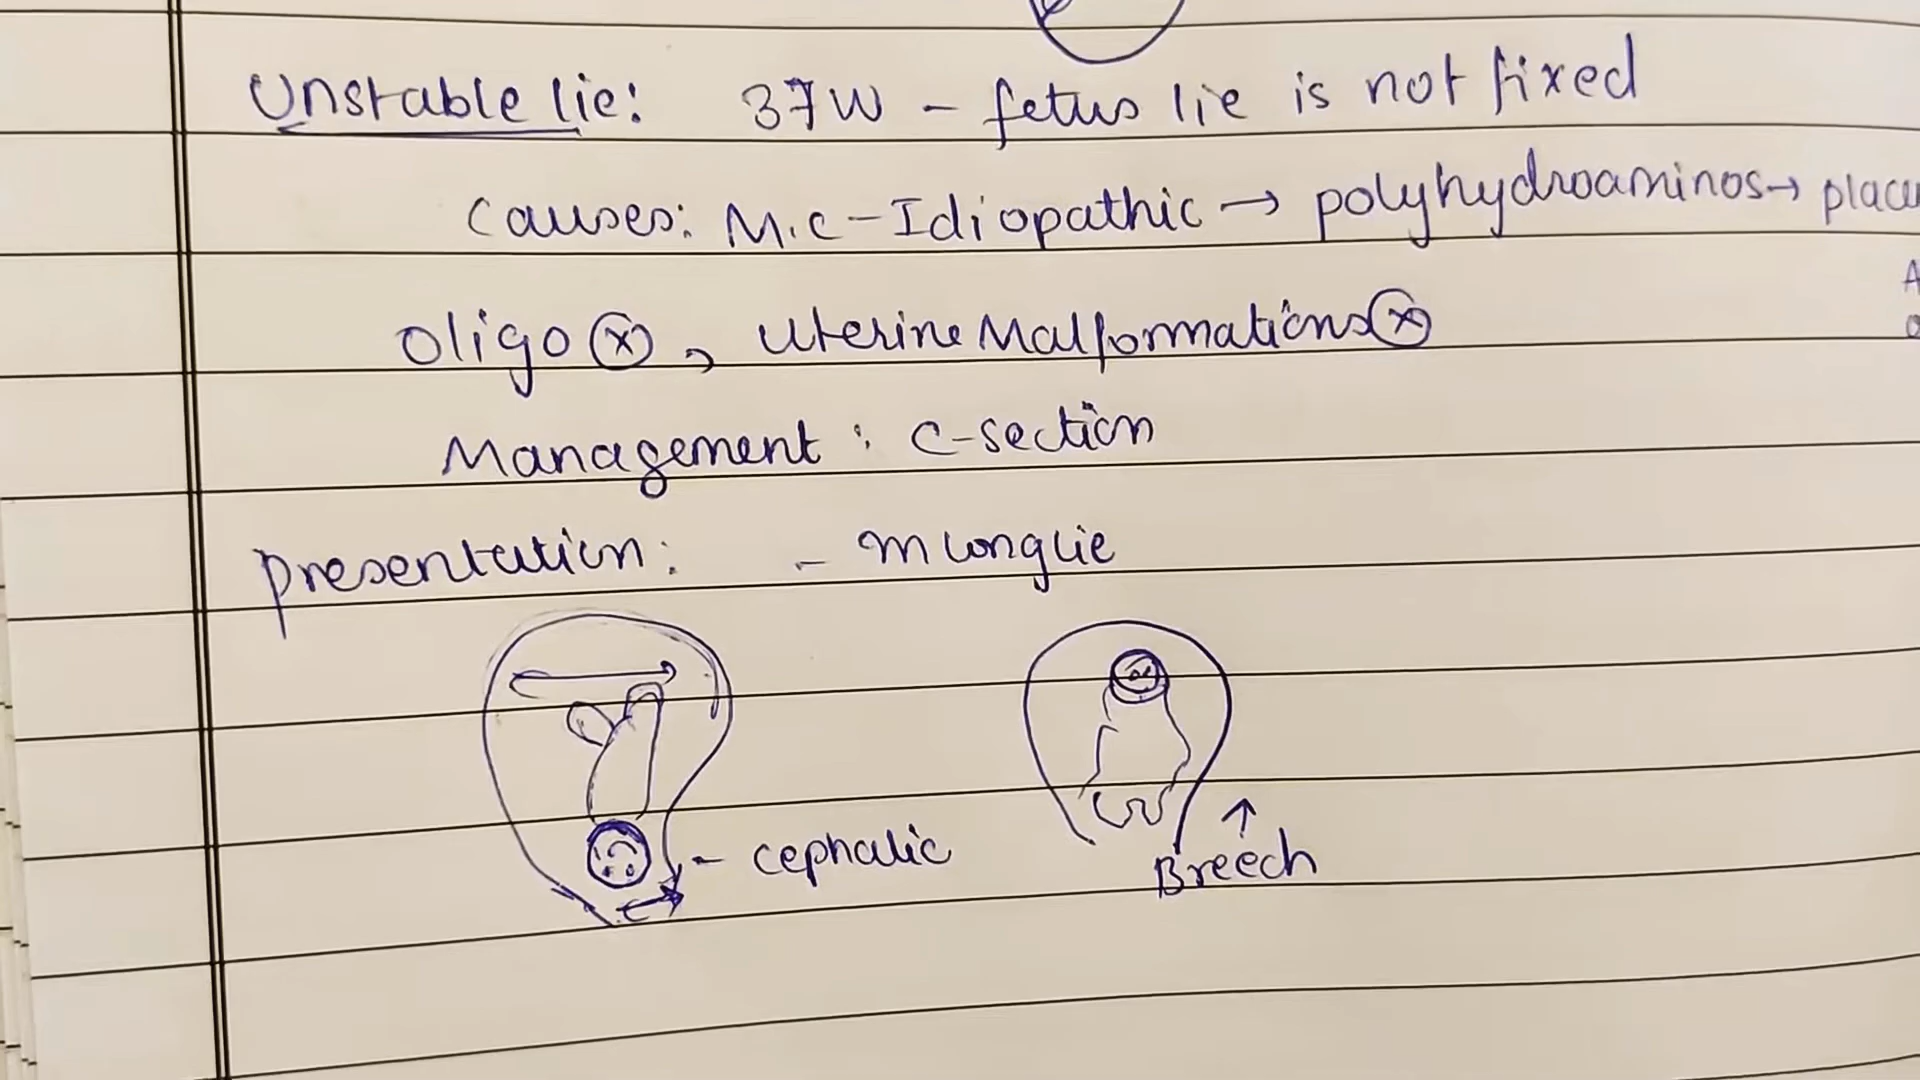 Unstable lie: 37W - fetus lie is not fixed
Causes: M.C - Idiopathic → polyhydroaminos → place
Oligo ⓧ, Uterine Malformations ⓧ
Management: C-section
presentation: - m longlie
- cephalic
↑
Breech